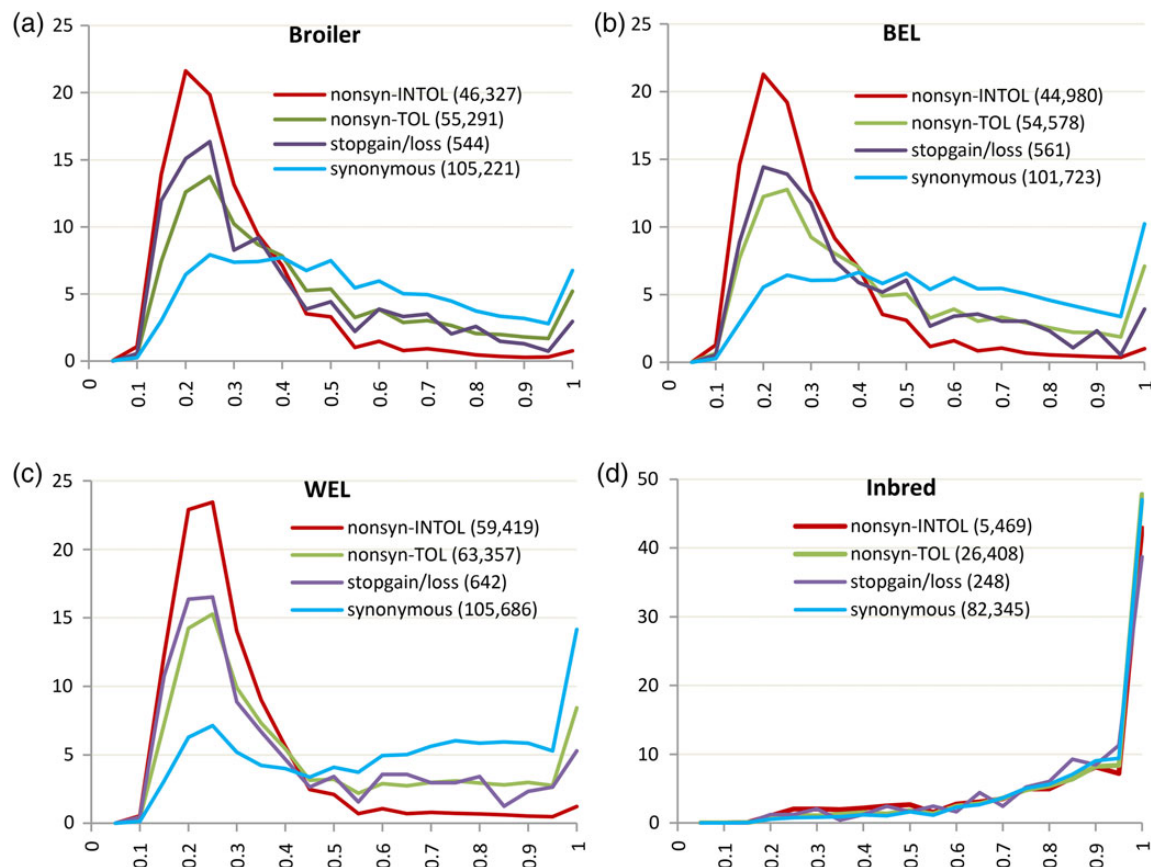 (a)
Broiler
25
20
15
10
5
0
nonsyn-INTOL (46,327)
nonsyn-TOL (55,291)
stopgain/loss (544)
synonymous (105,221)
0 0.1 0.2 0.3 0.4 0.5 0.6 0.7 0.8 0.9 1
(b)
BEL
25
20
15
10
5
0
nonsyn-INTOL (44,980)
nonsyn-TOL (54,578)
stopgain/loss (561)
synonymous (101,723)
0 0.1 0.2 0.3 0.4 0.5 0.6 0.7 0.8 0.9 1
(c)
WEL
25
20
15
10
5
0
nonsyn-INTOL (59,419)
nonsyn-TOL (63,357)
stopgain/loss (642)
synonymous (105,686)
0 0.1 0.2 0.3 0.4 0.5 0.6 0.7 0.8 0.9 1
(d)
Inbred
50
40
30
20
10
0
nonsyn-INTOL (5,469)
nonsyn-TOL (26,408)
stopgain/loss (248)
synonymous (82,345)
0 0.1 0.2 0.3 0.4 0.5 0.6 0.7 0.8 0.9 1